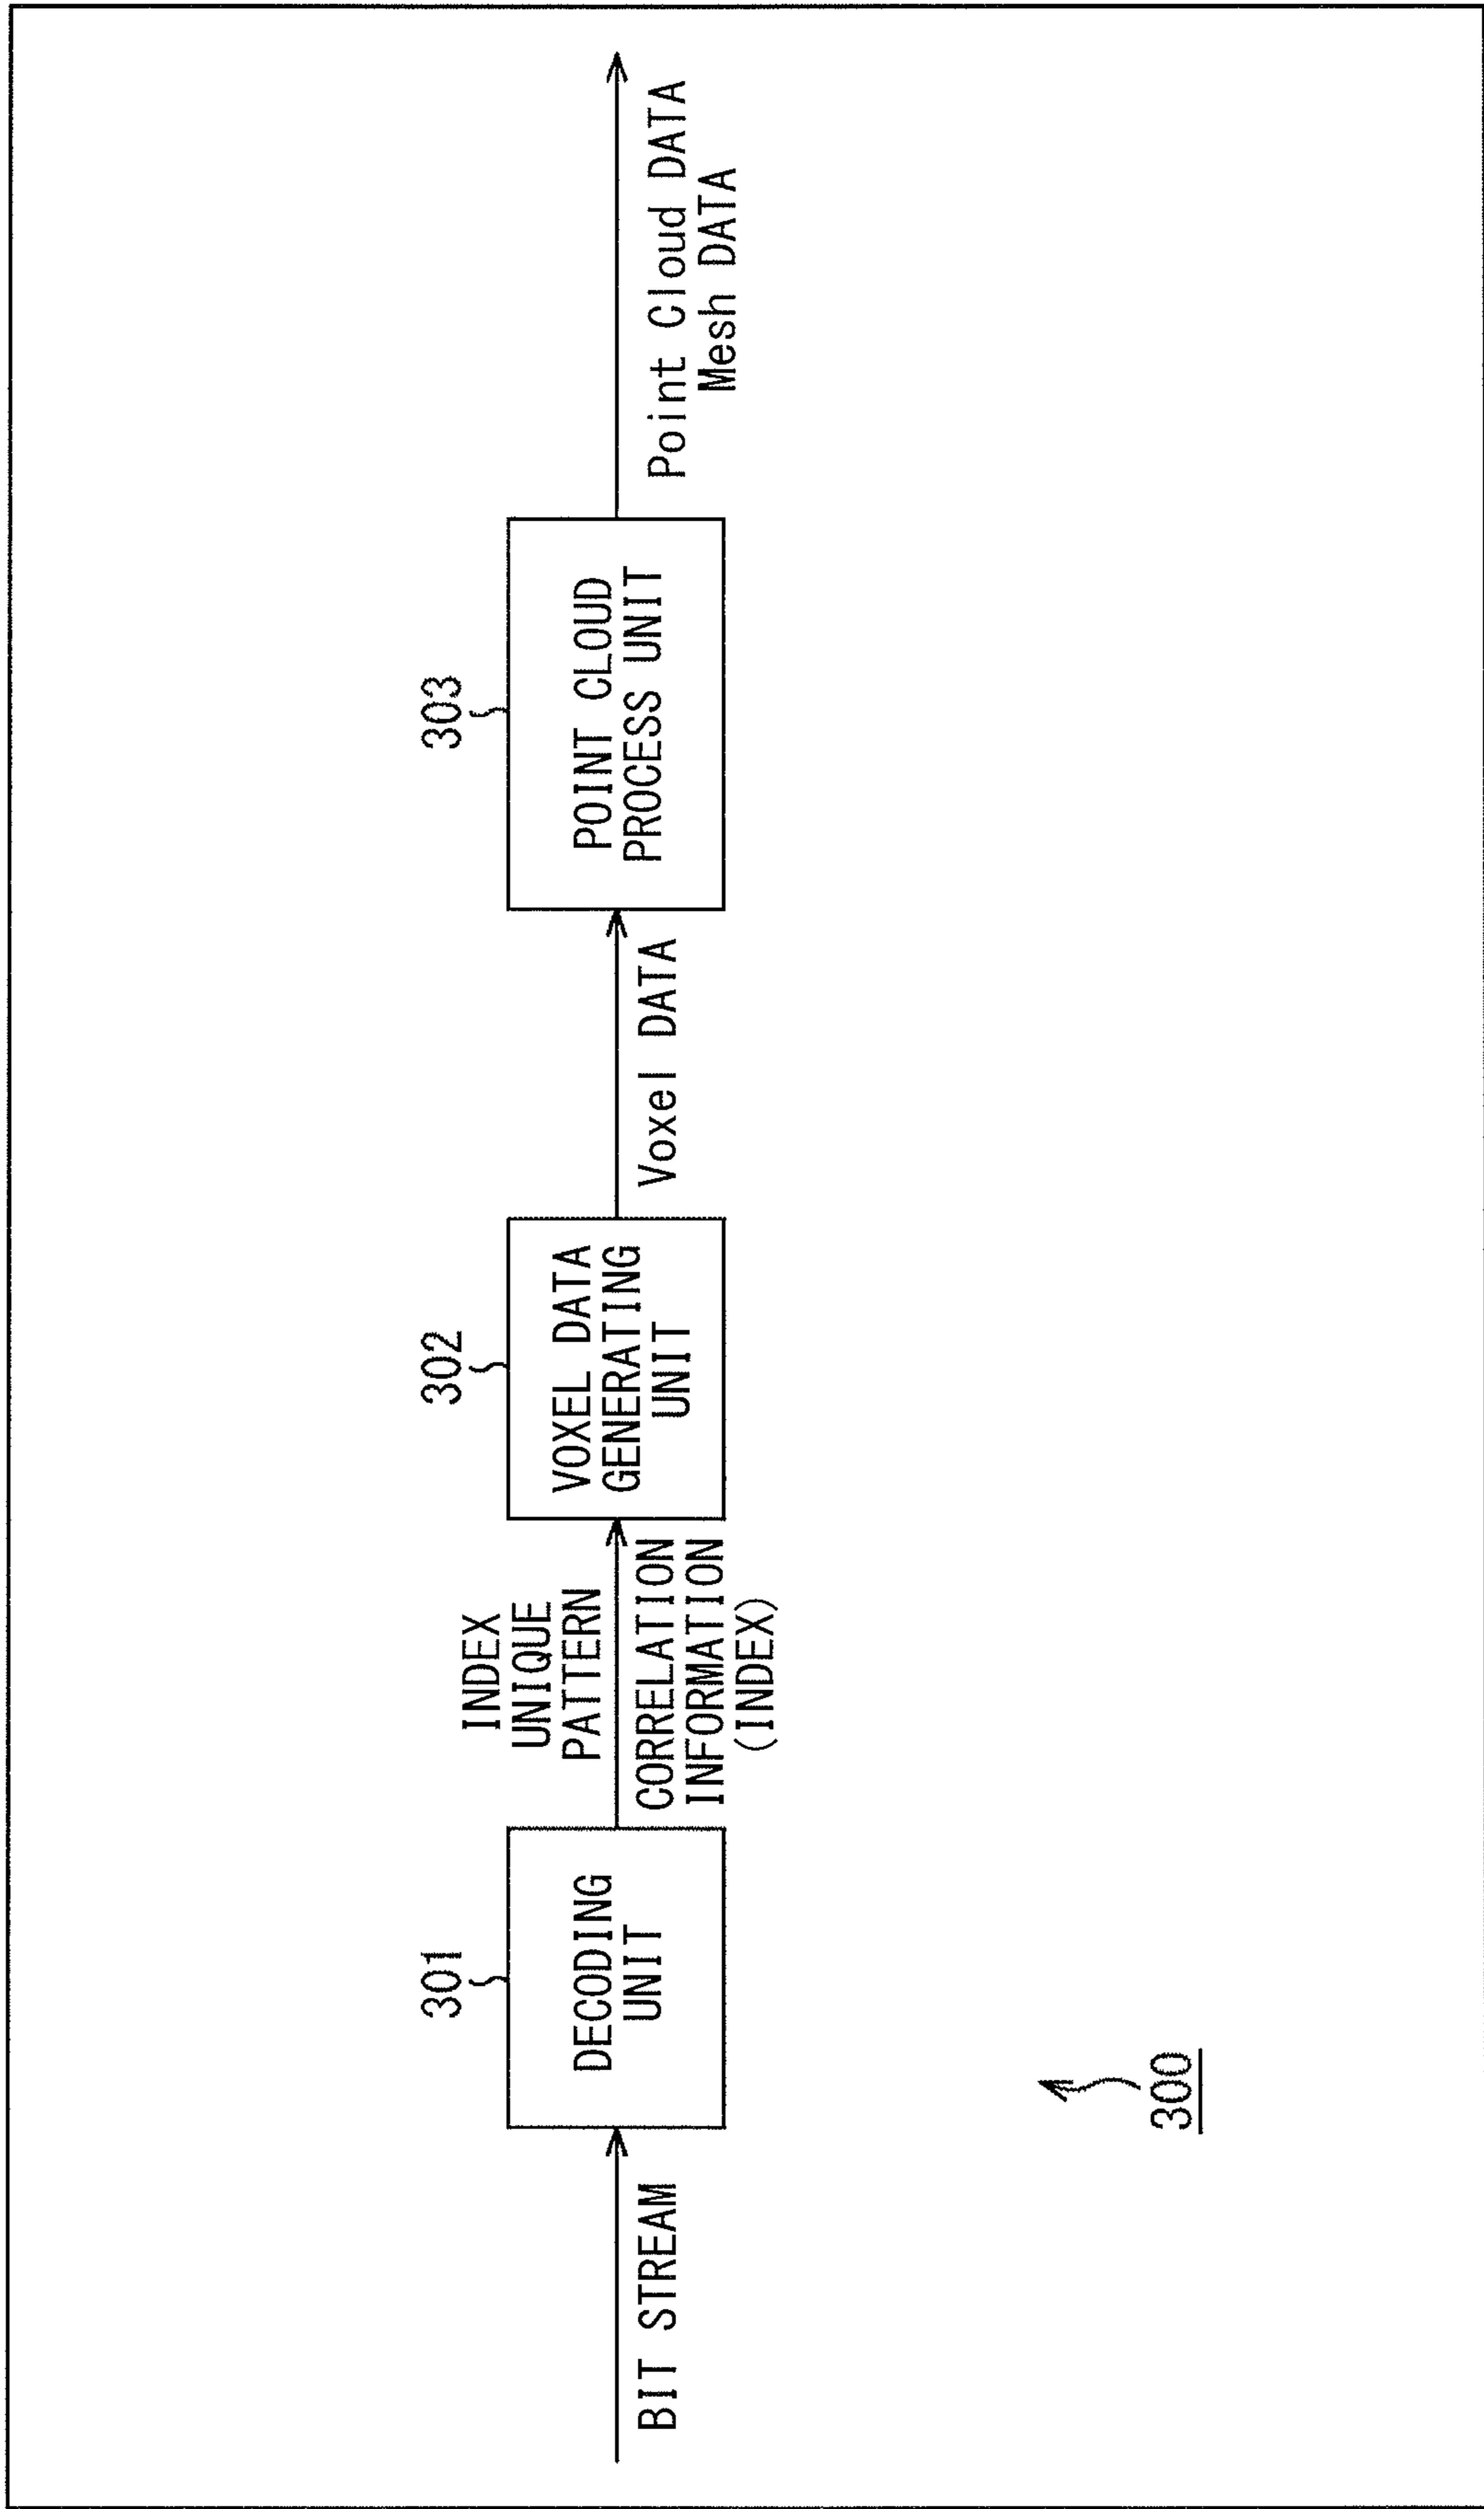 BIT STREAM
301
DECODING
UNIT
INDEX
UNIQUE
PATTERN
CORRELATION
INFORMATION
(INDEX)
302
VOXEL DATA
GENERATING
UNIT
Voxel DATA
303
POINT CLOUD
PROCESS UNIT
Point Cloud DATA
Mesh DATA
300